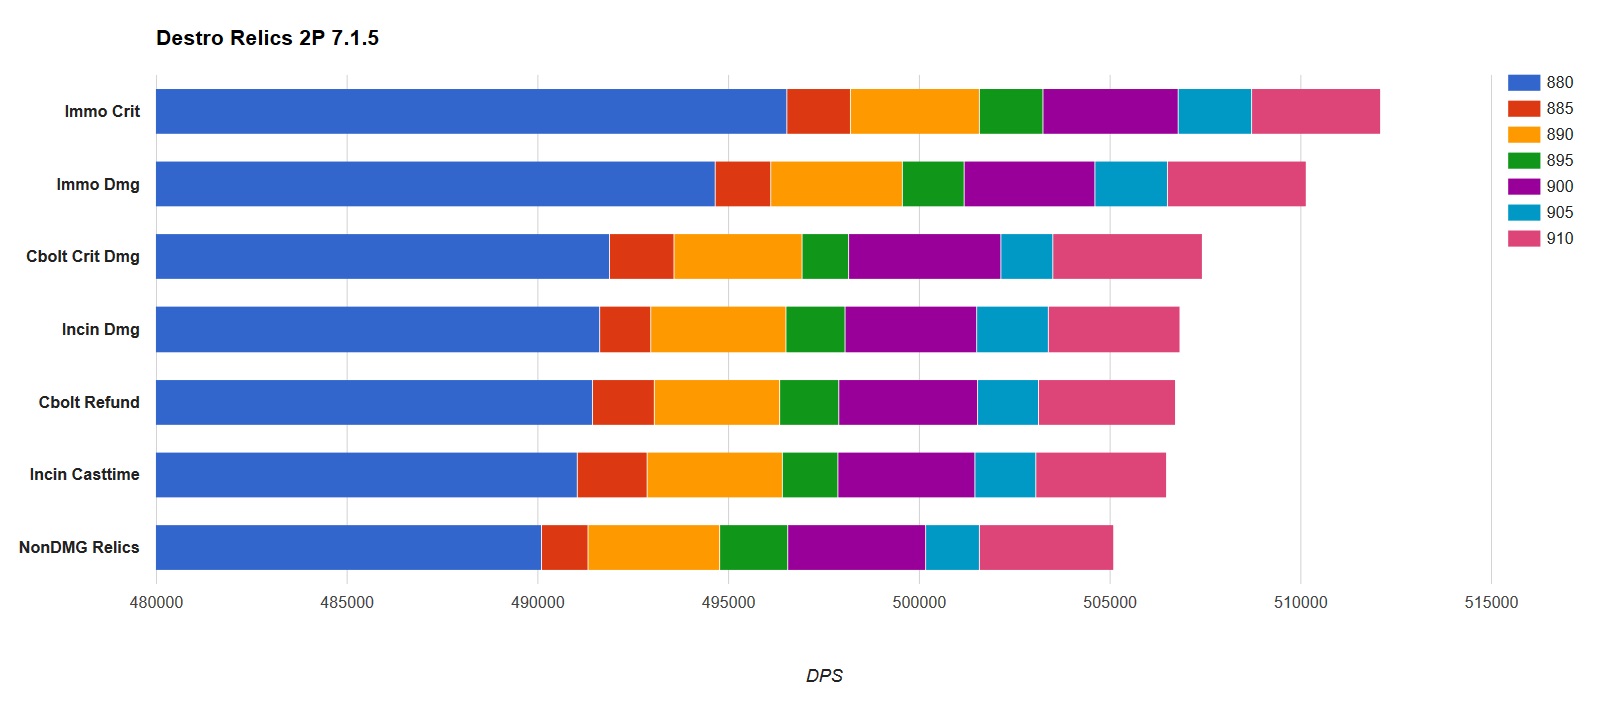 Destro Relics 2P 7.1.5
Immo Crit
Immo Dmg
Cbolt Crit Dmg
Incin Dmg
Cbolt Refund
Incin Casttime
NonDMG Relics
480000 485000 490000 495000 500000 505000 510000 515000
DPS
880
885
890
895
900
905
910